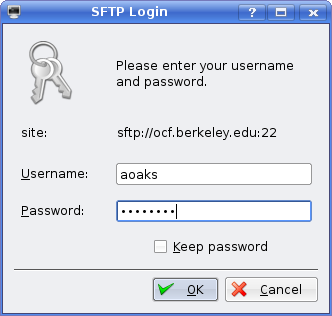 SFTP Login
Please enter your username
and password.
site: sftp://ocf.berkeley.edu:22
Username: aoaks
Password: ••••••••
Keep password
OK Cancel